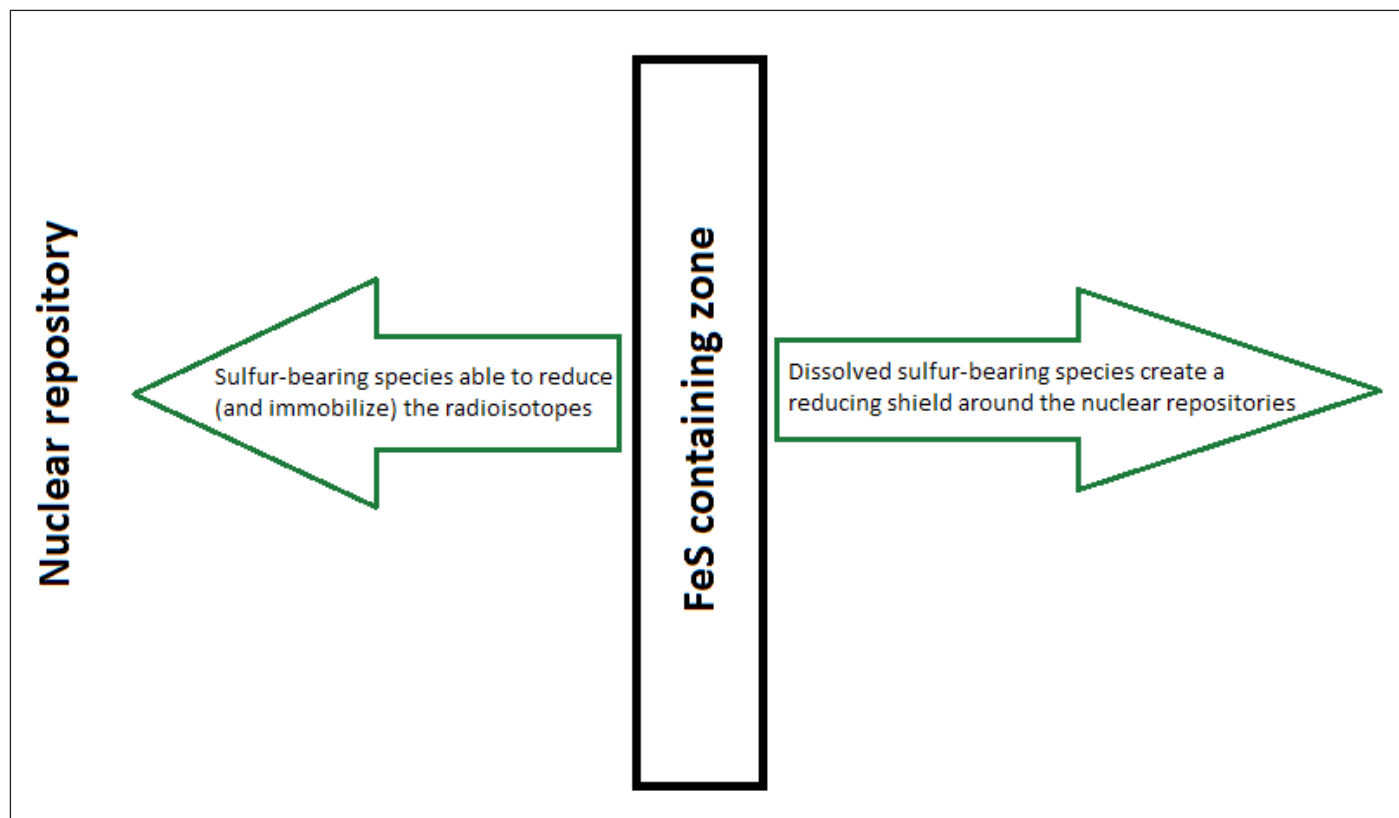 Nuclear repository
Sulfur-bearing species able to reduce
(and immobilize) the radioisotopes
FeS containing zone
Dissolved sulfur-bearing species create a
reducing shield around the nuclear repositories